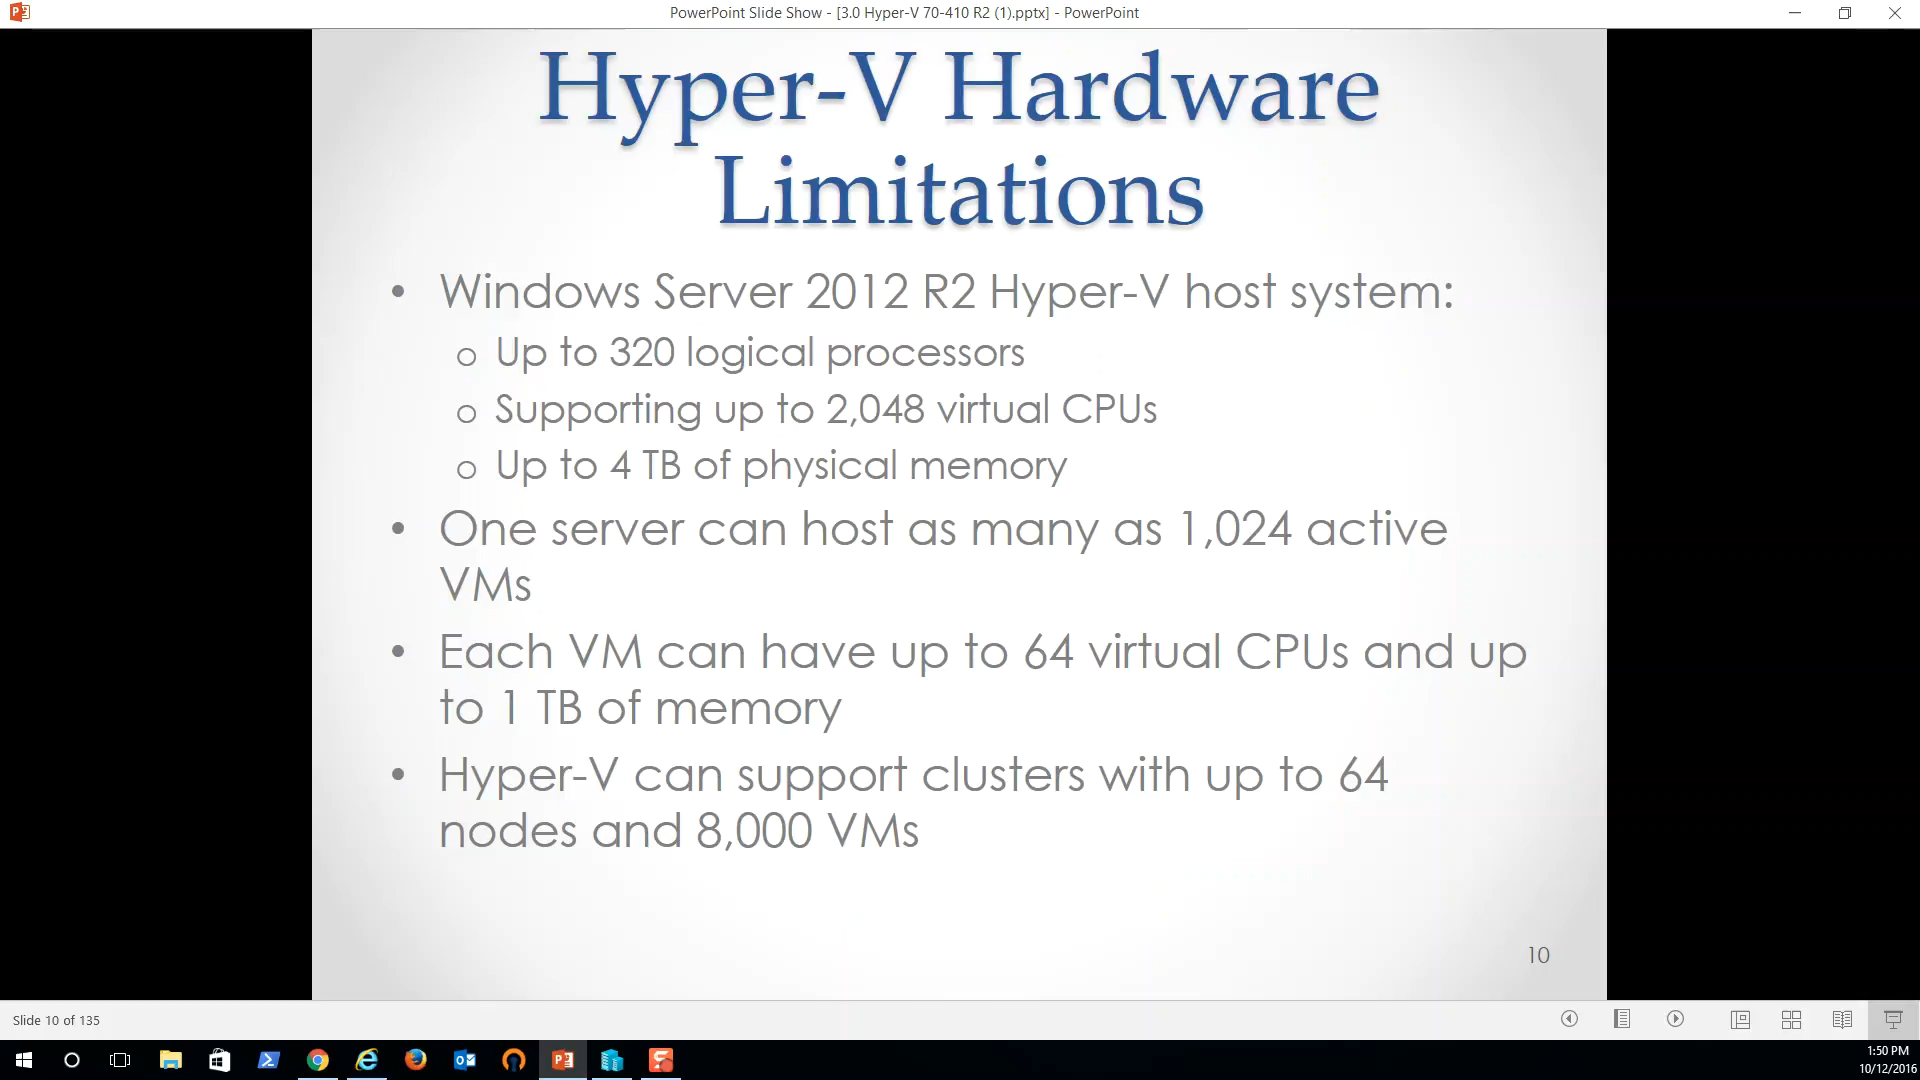 PowerPoint Slide Show - [3.0 Hyper-V 70-410 R2 (1).pptx] - PowerPoint
Hyper-V Hardware
Limitations
• Windows Server 2012 R2 Hyper-V host system:
o Up to 320 logical processors
o Supporting up to 2,048 virtual CPUs
o Up to 4 TB of physical memory
• One server can host as many as 1,024 active
VMs
• Each VM can have up to 64 virtual CPUs and up
to 1 TB of memory
• Hyper-V can support clusters with up to 64
nodes and 8,000 VMs
10
Slide 10 of 135
1:50 PM
10/12/2016